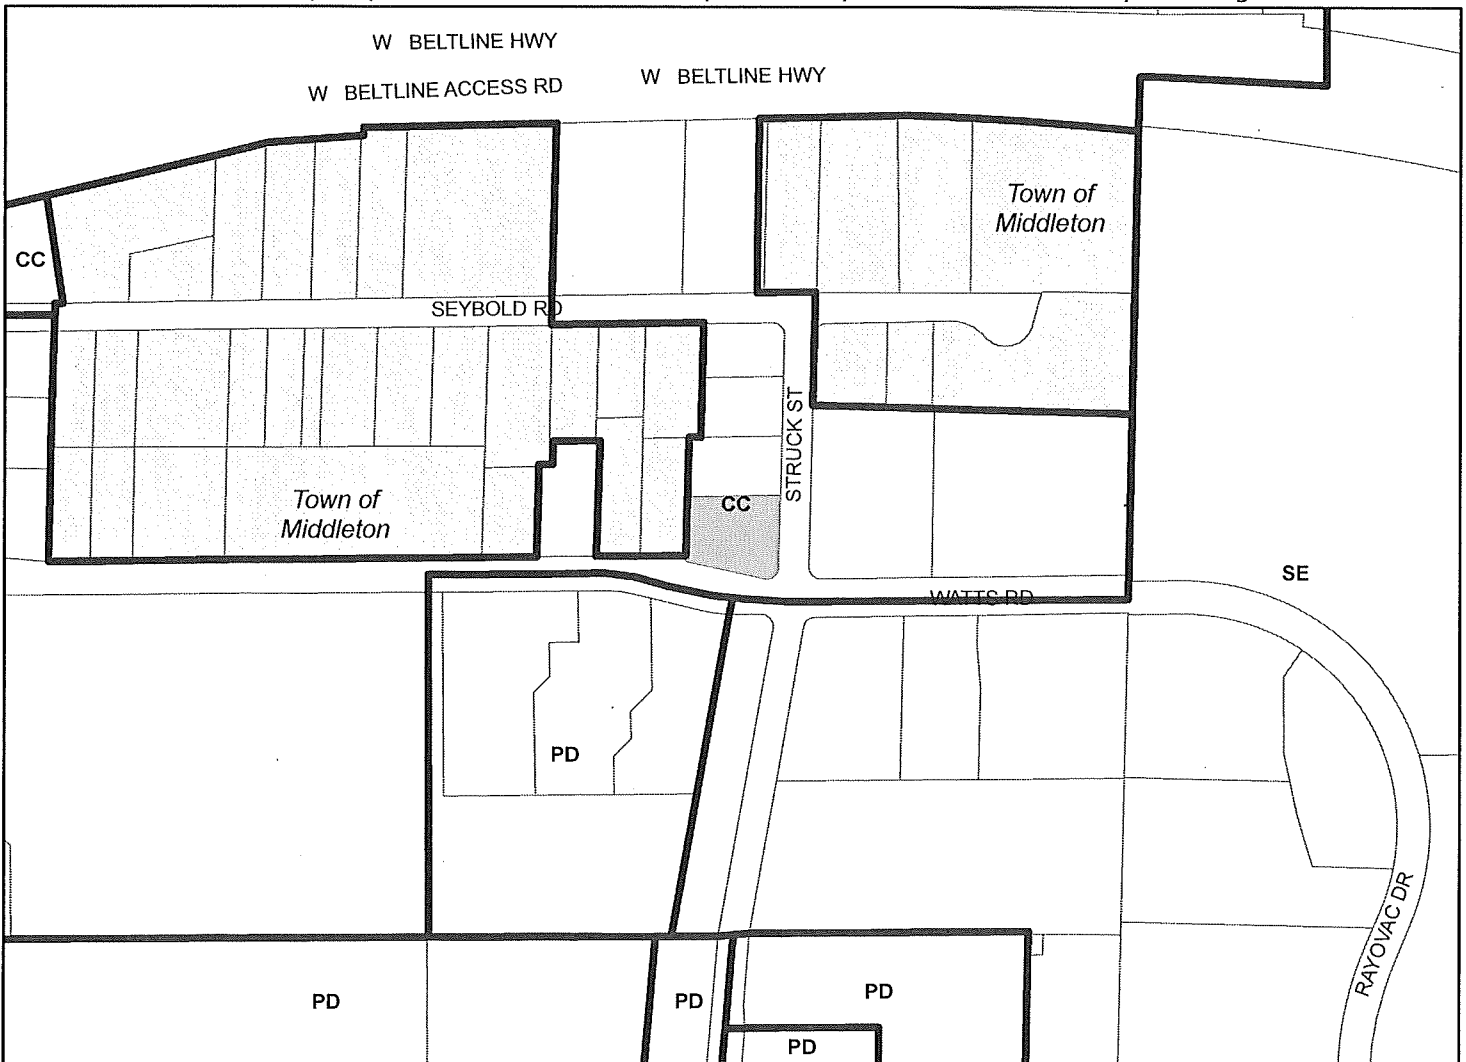 W BELTLINE HWY
W BELTLINE HWY
W BELTLINE ACCESS RD
Town of
Middleton
CC
SEYBOLD RD
STRUCK ST
Town of
Middleton
CC
SE
WATTS RD
PD
RAYOVAC DR
PD
PD
PD
PD